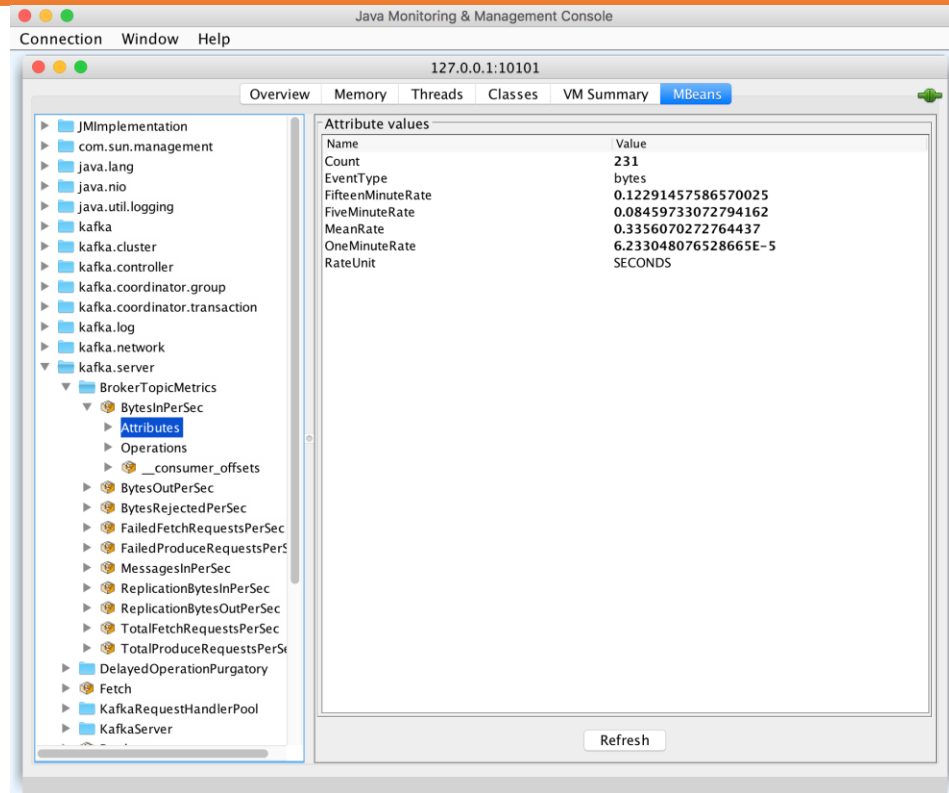 Java Monitoring & Management Console
Connection Window Help
127.0.0.1:10101
Overview Memory Threads Classes VM Summary MBeans
JMImplementation
com.sun.management
java.lang
java.nio
java.util.logging
kafka
kafka.cluster
kafka.controller
kafka.coordinator.group
kafka.coordinator.transaction
kafka.log
kafka.network
kafka.server
BrokerTopicMetrics
BytesInPerSec
Attributes
Operations
__consumer_offsets
BytesOutPerSec
BytesRejectedPerSec
FailedFetchRequestsPerSec
FailedProduceRequestsPerS
MessagesInPerSec
ReplicationBytesInPerSec
ReplicationBytesOutPerSec
TotalFetchRequestsPerSec
TotalProduceRequestsPerSe
DelayedOperationPurgatory
Fetch
KafkaRequestHandlerPool
KafkaServer
Attribute values
Name Value
Count 231
EventType bytes
FifteenMinuteRate 0.12291457586570025
FiveMinuteRate 0.08459733072794162
MeanRate 0.3356070272764437
OneMinuteRate 6.233048076528665E-5
RateUnit SECONDS
Refresh